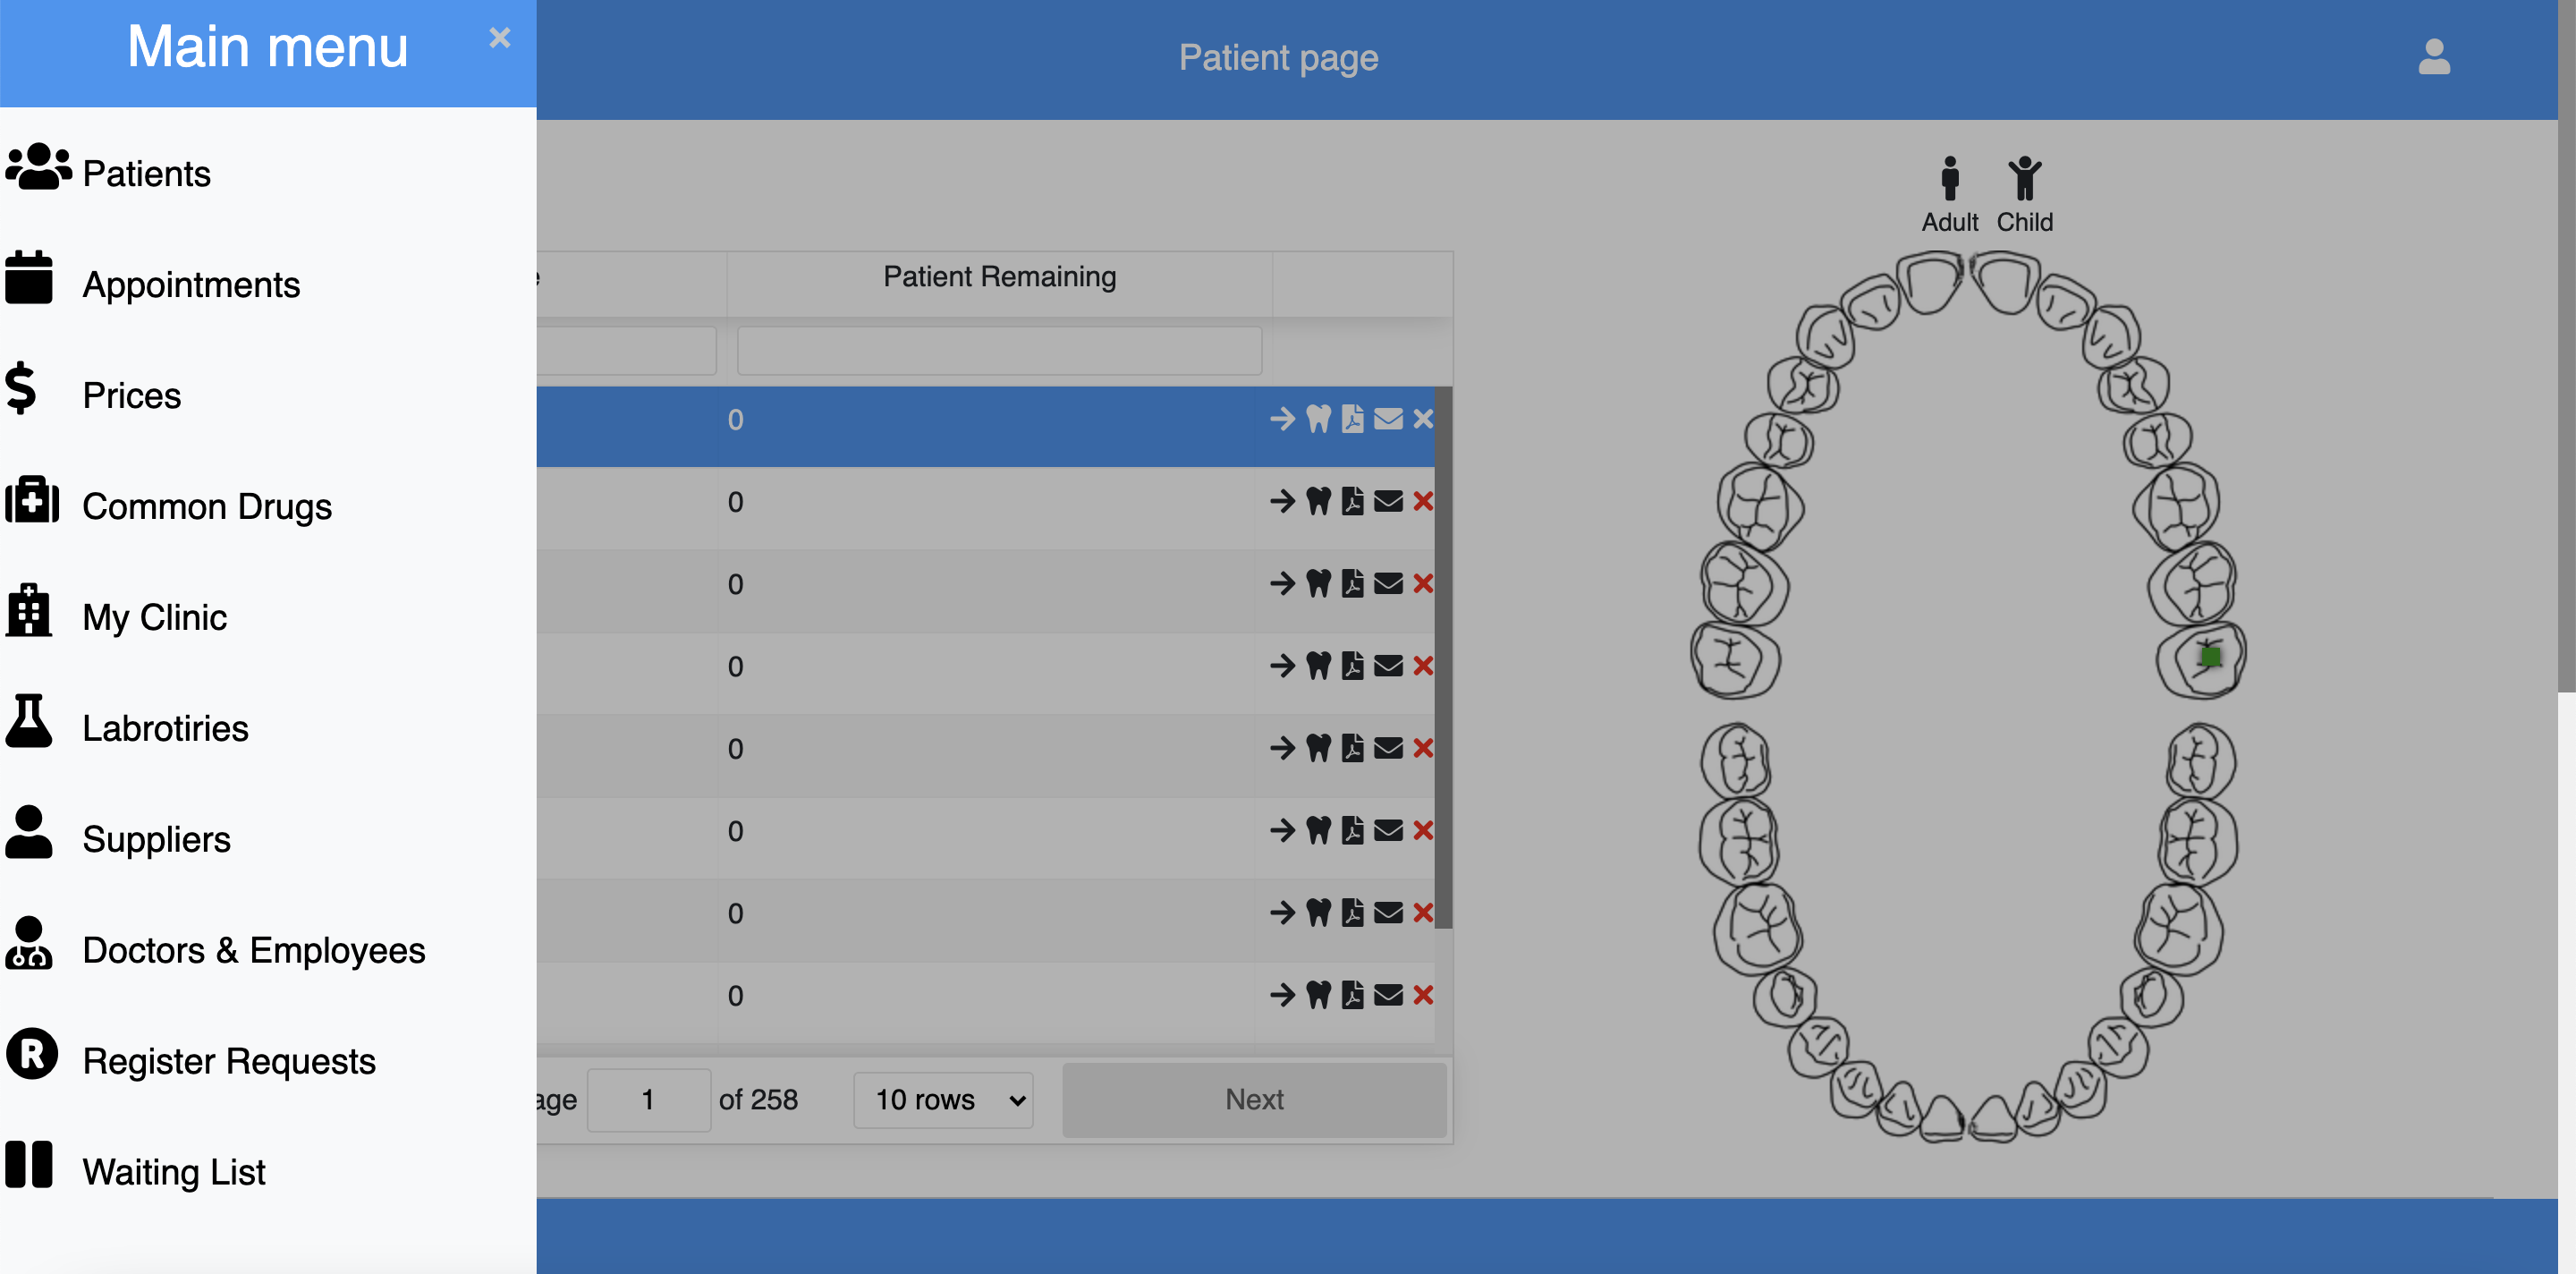 Main menu ×
Patient page
Patients
Appointments
Prices
Common Drugs
My Clinic
Labrotiries
Suppliers
Doctors & Employees
Register Requests
Waiting List
Patient Remaining
0
0
0
0
0
0
0
0
age 1 of 258 10 rows Next
Adult Child